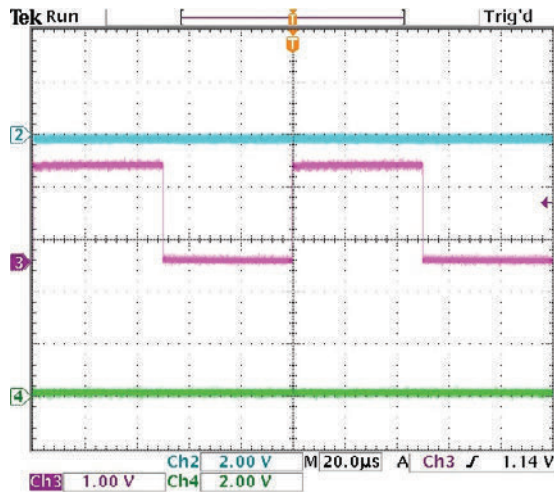 Tek Run Trig'd
T
T
2
3
4
Ch2 2.00 V M 20.0µs A Ch3 ƒ 1.14 V
Ch3 1.00 V Ch4 2.00 V